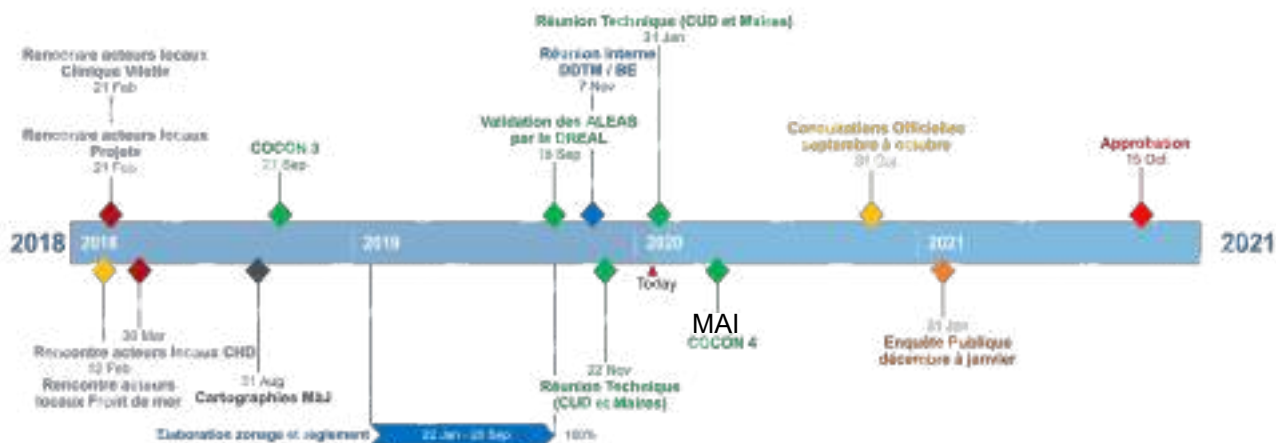 Réunion Technique (CUD et Maires)
31 Jan
Rencontre acteurs locaux
Clinique Villette
21 Feb
Réunion Interne
DDTM / BE
7 Nov
Rencontre acteurs locaux
Projets
21 Feb
COCON 3
Validation des ALEAS
par la DREAL
Consultations Officielles
septembre à octobre
Approbation
15 Oct
2018
2018
2019
2020
2021
2021
Today
MAI
COCON 4
30 Mar
Rencontre acteurs locaux CHD
Feb
Rencontre acteurs
locaux Front de mer
31 Aug
Cartographies MàJ
22 Nov
Réunion Technique
(CUD et Maires)
31 Jan
Enquête Publique
décembre à janvier
Elaboration zonage et règlement
22 Jan - Sep
100%